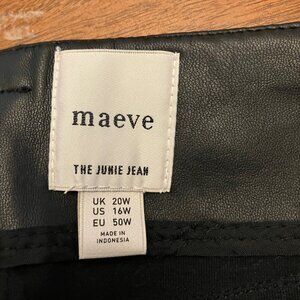 maeve
THE JUNIE JEAN
UK 20W
US 16W
EU 50W
MADE IN
INDONESIA